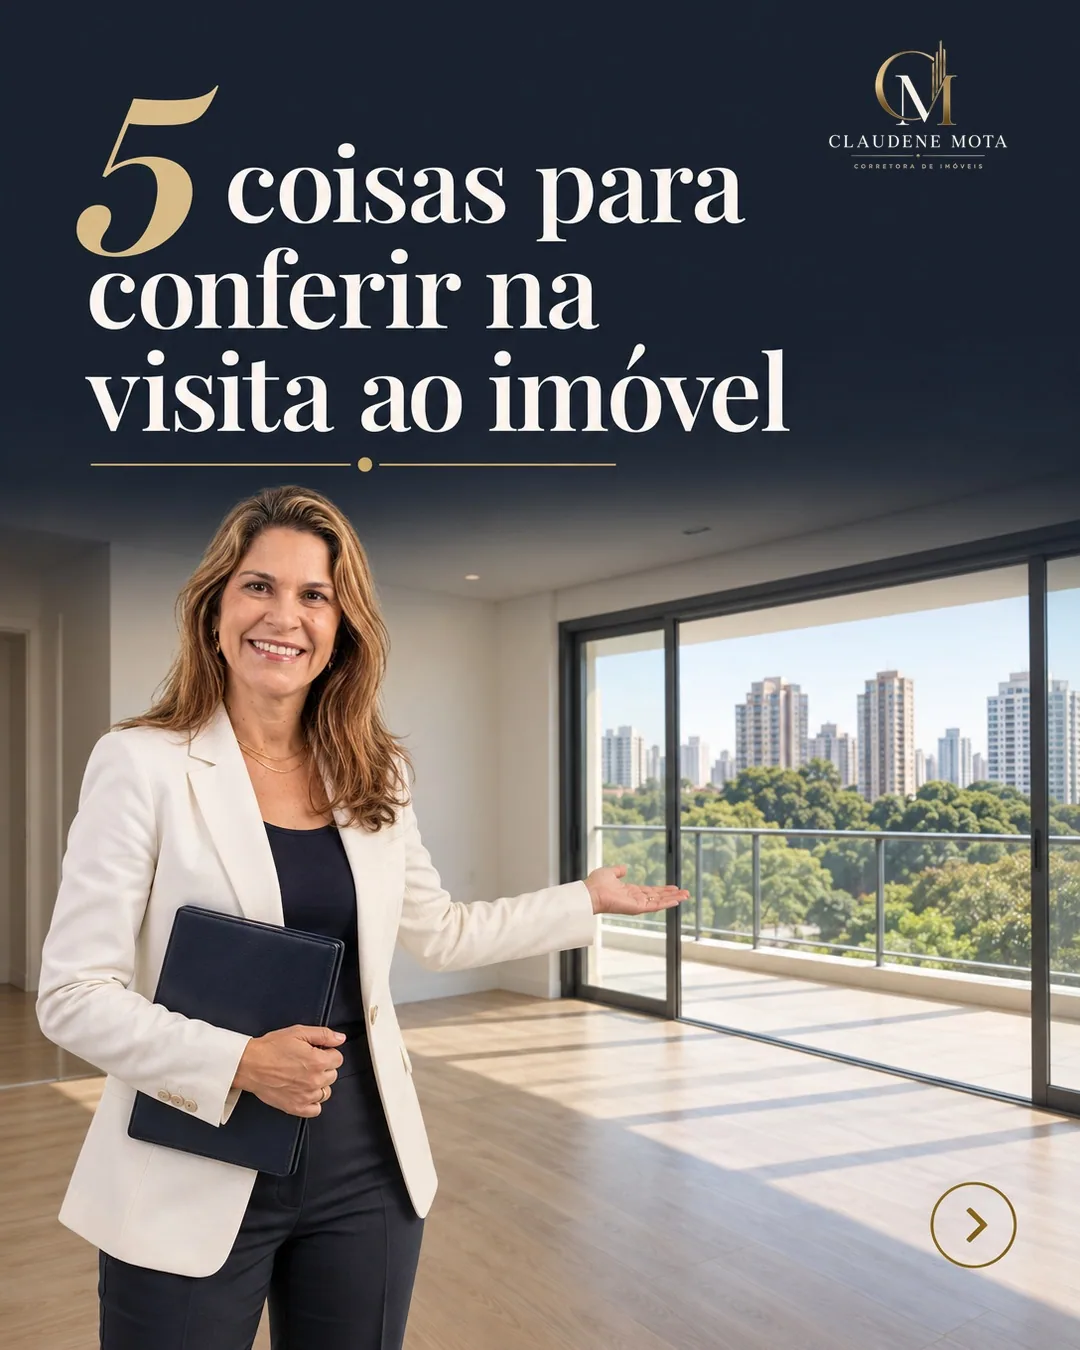 5 coisas para
conferir na
visita ao imóvel
CM
CLAUDENE MOTA
CORRETORA DE IMÓVEIS